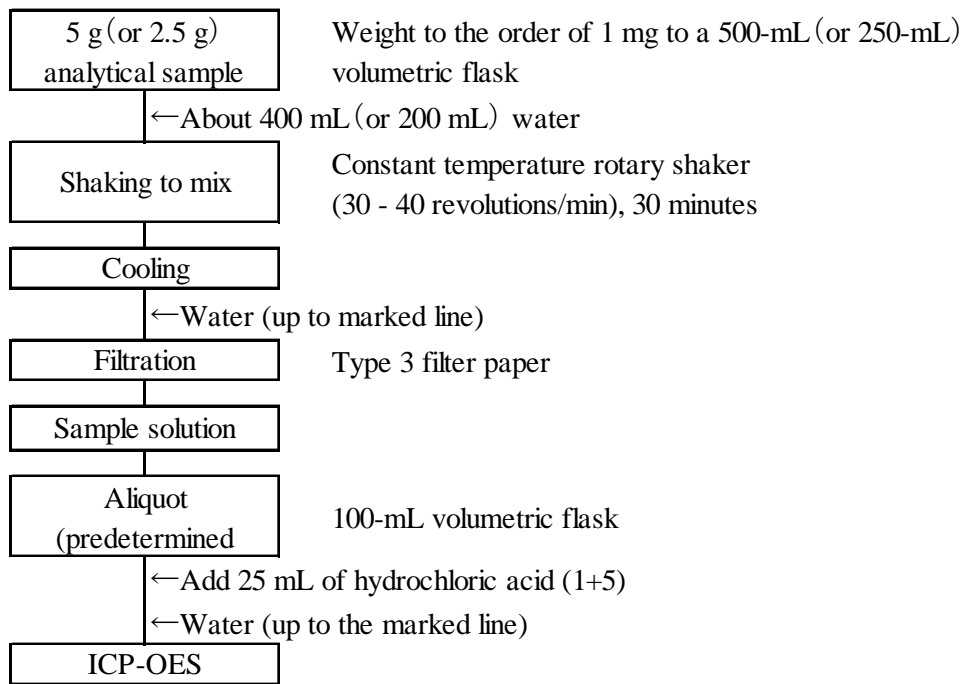 5 g（or 2.5 g）
analytical sample
Weight to the order of 1 mg to a 500-mL（or 250-mL）
volumetric flask
←About 400 mL（or 200 mL）water
Shaking to mix
Constant temperature rotary shaker
(30 - 40 revolutions/min), 30 minutes
Cooling
←Water (up to marked line)
Filtration
Type 3 filter paper
Sample solution
Aliquot
(predetermined
100-mL volumetric flask
←Add 25 mL of hydrochloric acid (1+5)
←Water (up to the marked line)
ICP-OES